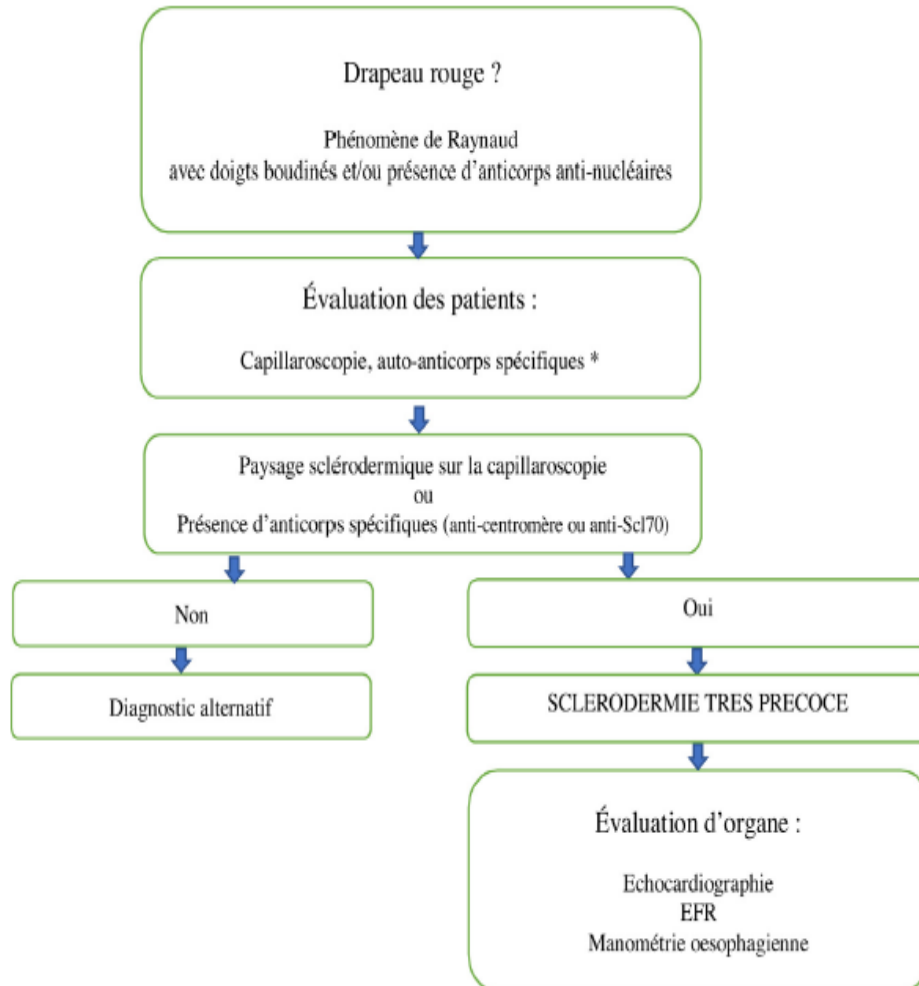 Drapeau rouge ?
Phénomène de Raynaud
avec doigts boudinés et/ou présence d'anticorps anti-nucléaires
Évaluation des patients :
Capillaroscopie, auto-anticorps spécifiques *
Paysage sclérodermique sur la capillaroscopie
ou
Présence d'anticorps spécifiques (anti-centromère ou anti-Scl70)
Non
Oui
Diagnostic alternatif
SCLERODERMIE TRES PRECOCE
Évaluation d'organe :
Echocardiographie
EFR
Manométrie oesophagienne